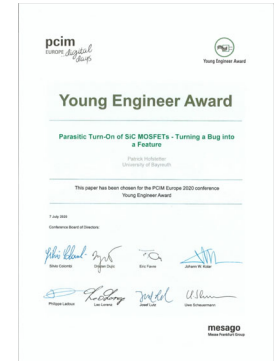 pcim
EUROPE digital
days
Young Engineer Award
Young Engineer Award
Parasitic Turn-On of SiC MOSFETs - Turning a Bug into
a Feature
Patrick Hofstetter
University of Bayreuth
This paper has been chosen for the PCIM Europe 2020 conference
Young Engineer Award
7 July 2020
Conference Board of Directors
Silvio Colombi
Eric Favre
Johann W. Kolar
Philippe Ladoux
Leo Lorenz
Josef Lutz
Uwe Scheuermann
mesago
Messe Frankfurt Group